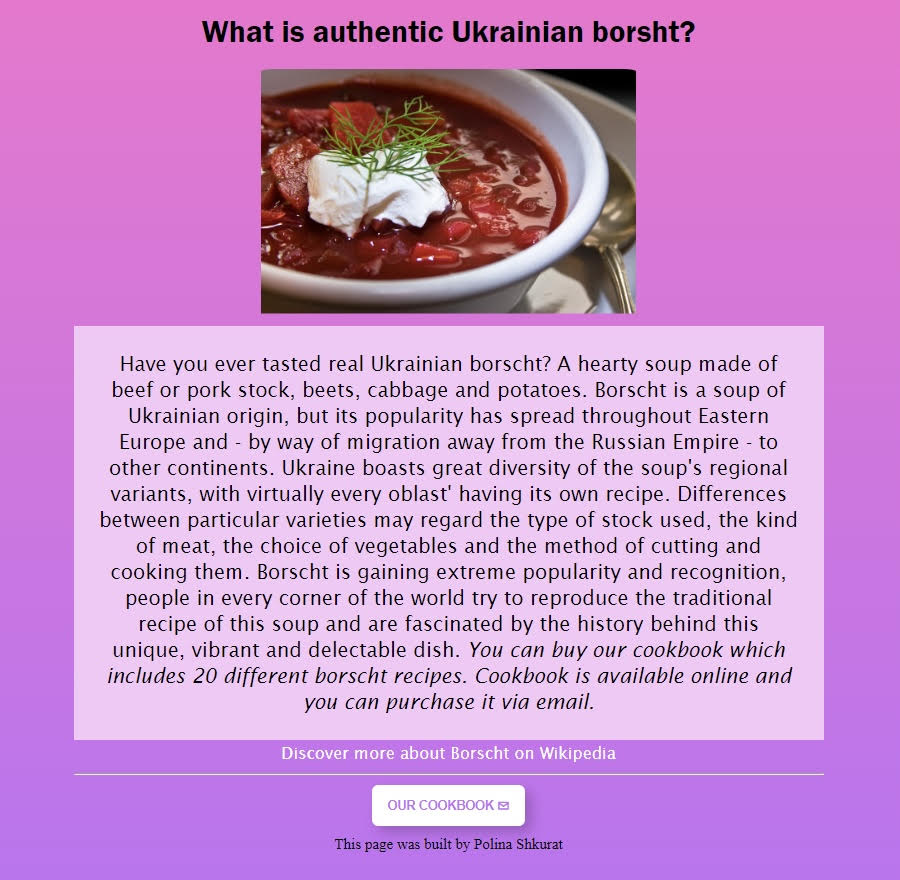 What is authentic Ukrainian borsht?
Have you ever tasted real Ukrainian borscht? A hearty soup made of
beef or pork stock, beets, cabbage and potatoes. Borscht is a soup of
Ukrainian origin, but its popularity has spread throughout Eastern
Europe and - by way of migration away from the Russian Empire - to
other continents. Ukraine boasts great diversity of the soup's regional
variants, with virtually every oblast' having its own recipe. Differences
between particular varieties may regard the type of stock used, the kind
of meat, the choice of vegetables and the method of cutting and
cooking them. Borscht is gaining extreme popularity and recognition,
people in every corner of the world try to reproduce the traditional
recipe of this soup and are fascinated by the history behind this
unique, vibrant and delectable dish. You can buy our cookbook which
includes 20 different borscht recipes. Cookbook is available online and
you can purchase it via email.
Discover more about Borscht on Wikipedia
OUR COOKBOOK
This page was built by Polina Shkurat